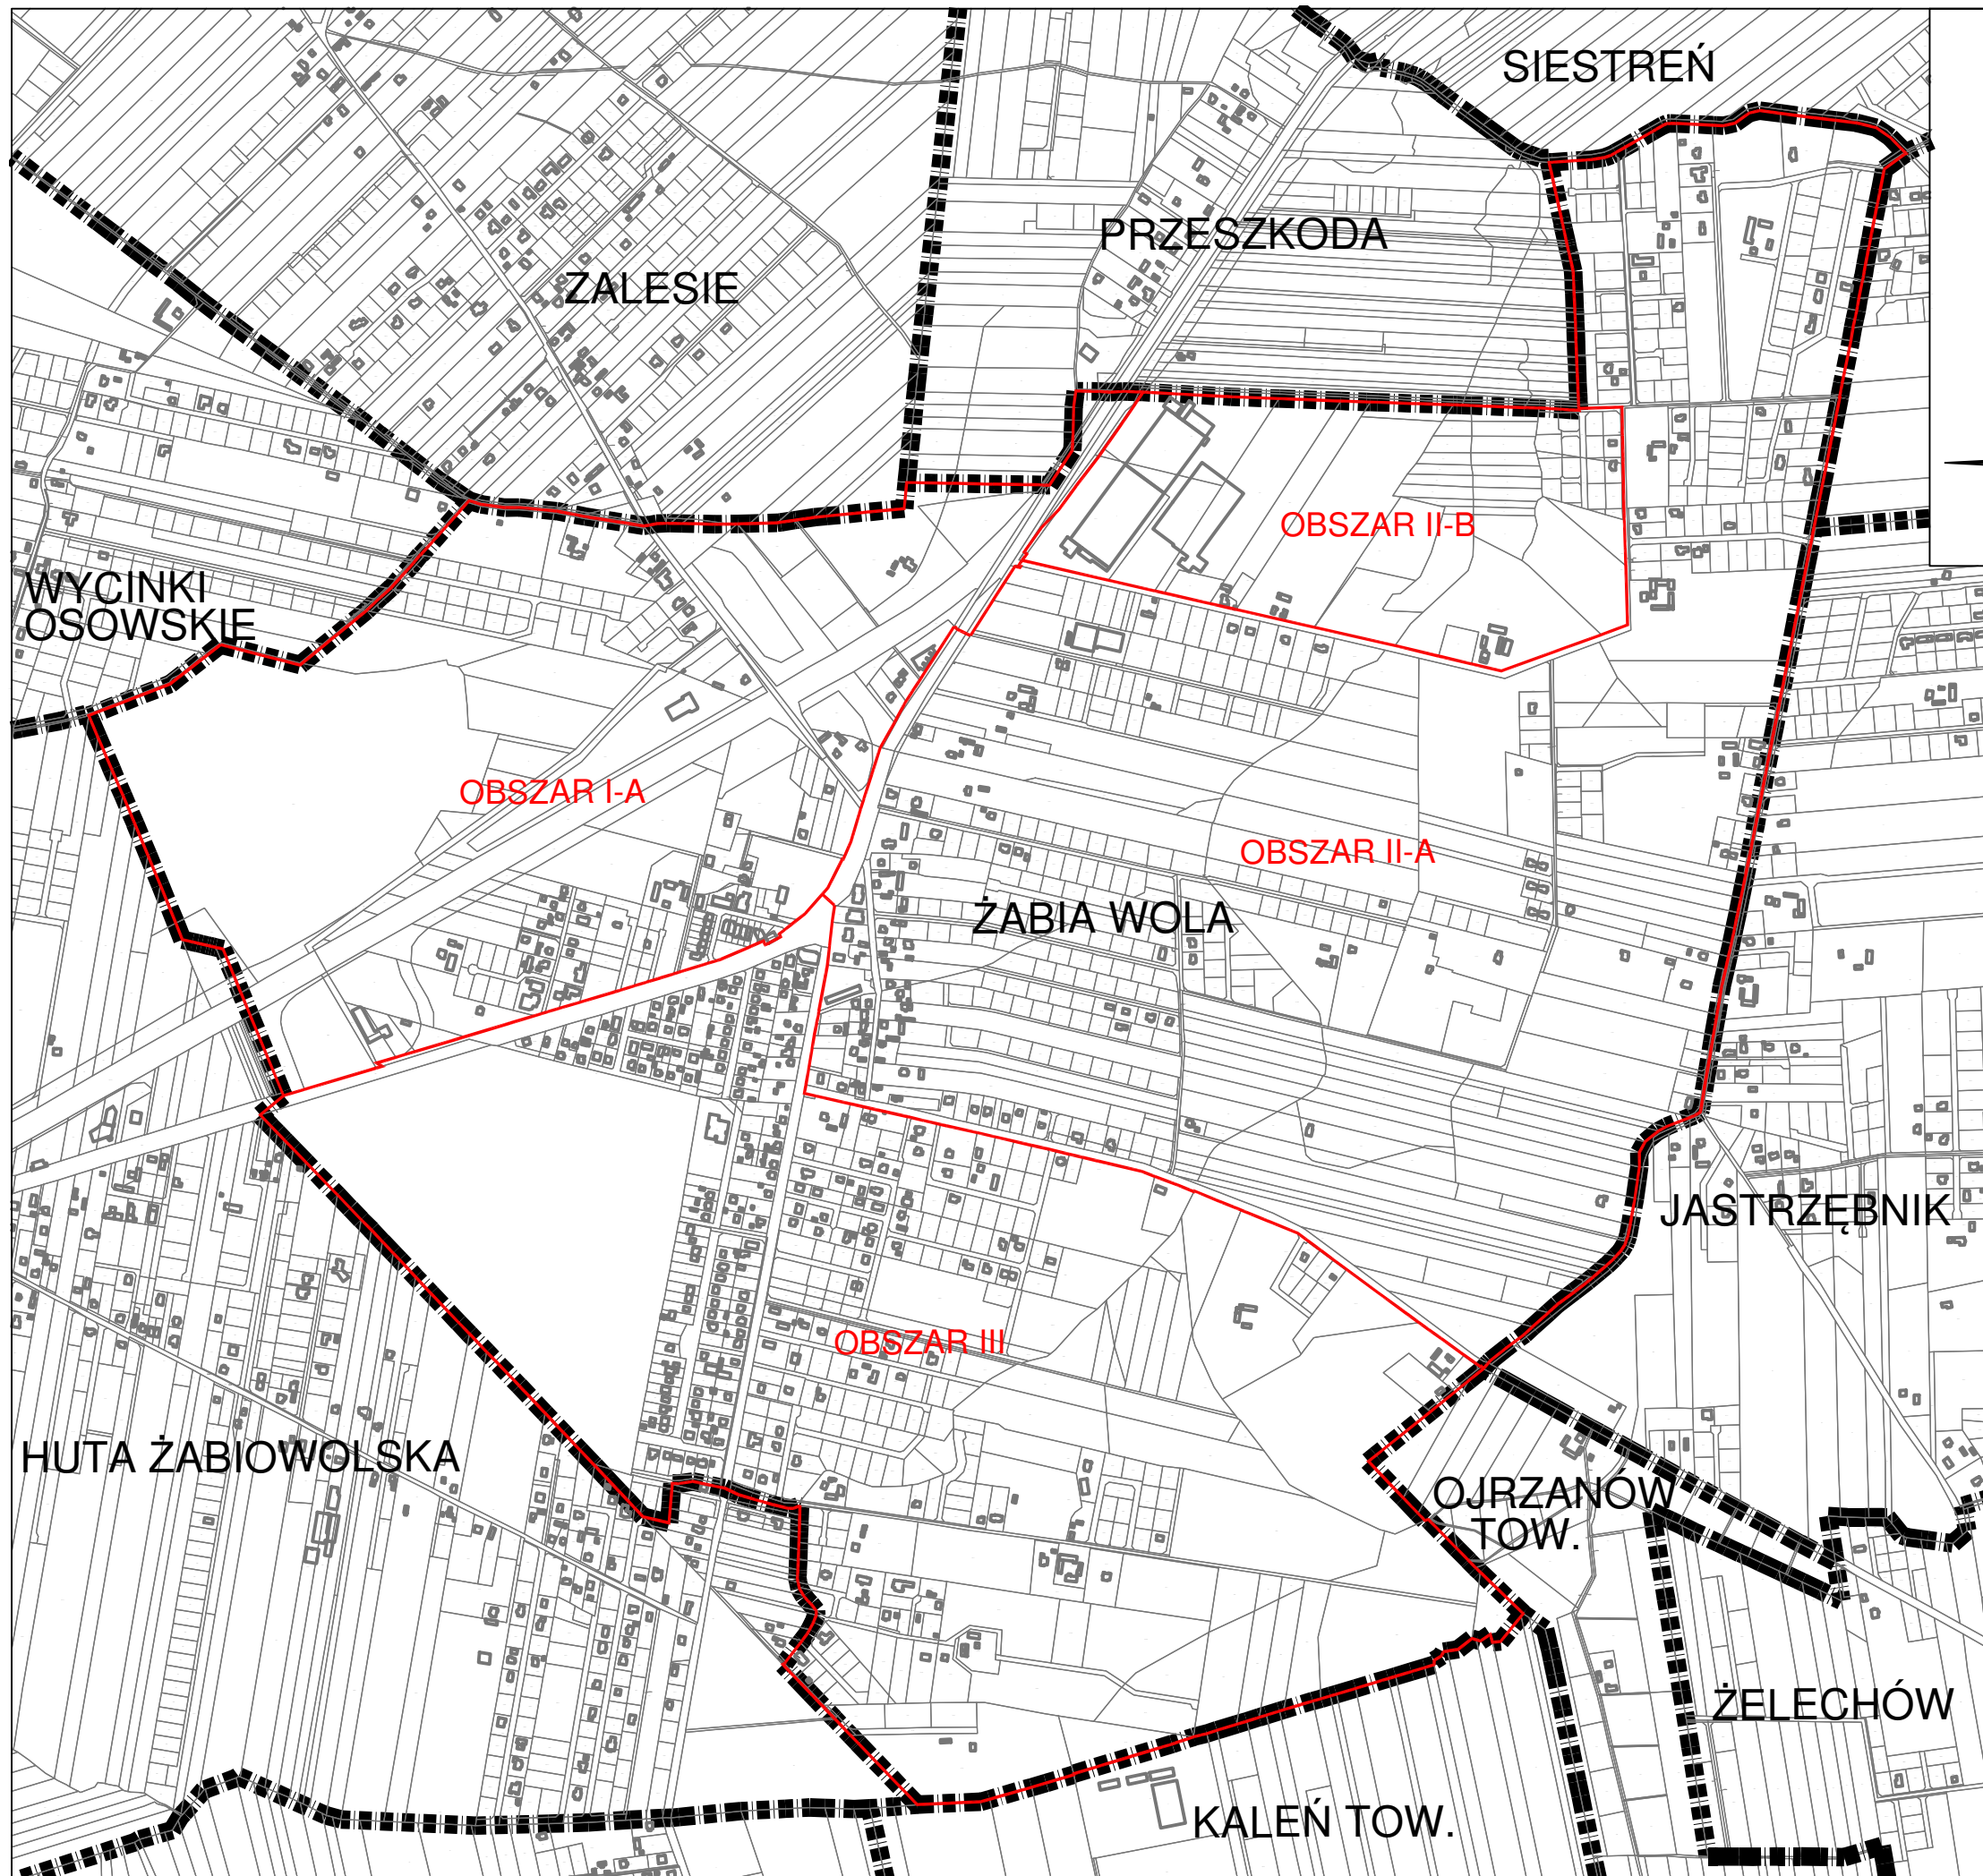 SIESTREŃ
PRZESZKODA
ZALESIE
OBSZAR II-B
WYCINKI
OSOWSKIE
OBSZAR I-A
OBSZAR II-A
ŻABIA WOLA
JASTRZĘBNIK
OBSZAR III
HUTA ŻABIOWOLSKA
OJRZANÓW
TOW.
ŻELECHÓW
KALEŃ TOW.